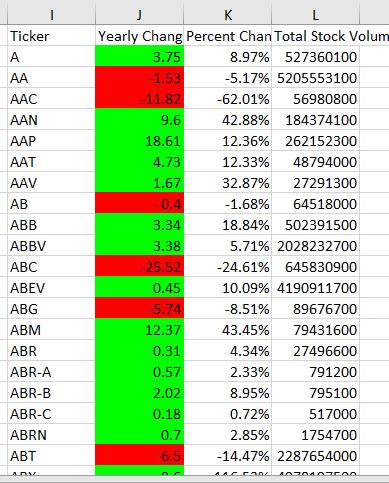 I J K L
Ticker Yearly Chang Percent Chan Total Stock Volum
A 3.75 8.97% 527360100
AA -1.53 -5.17% 5205553100
AAC -11.82 -62.01% 56980800
AAN 9.6 42.88% 184374100
AAP 18.61 12.36% 262152300
AAT 4.73 12.33% 48794000
AAV 1.67 32.87% 27291300
AB -0.4 -1.68% 64518000
ABB 3.34 18.84% 502391500
ABBV 3.38 5.71% 2028232700
ABC -25.52 -24.61% 645830900
ABEV 0.45 10.09% 4190911700
ABG -5.74 -8.51% 89676700
ABM 12.37 43.45% 79431600
ABR 0.31 4.34% 27496600
ABR-A 0.57 2.33% 791200
ABR-B 2.02 8.95% 795100
ABR-C 0.18 0.72% 517000
ABRN 0.7 2.85% 1754700
ABT -6.5 -14.47% 2287654000